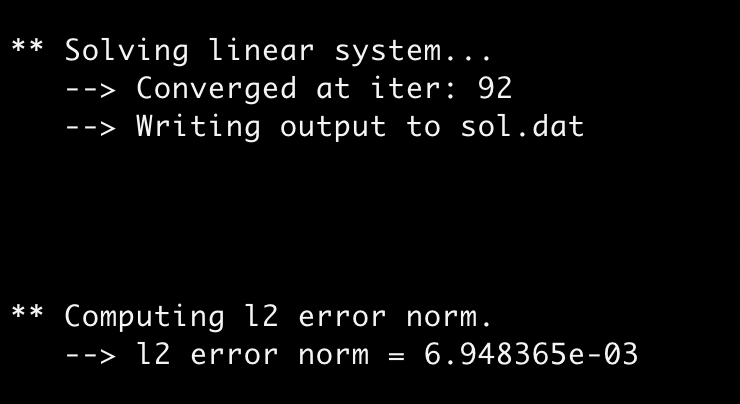 ** Solving linear system...
--> Converged at iter: 92
--> Writing output to sol.dat
** Computing l2 error norm.
--> l2 error norm = 6.948365e-03